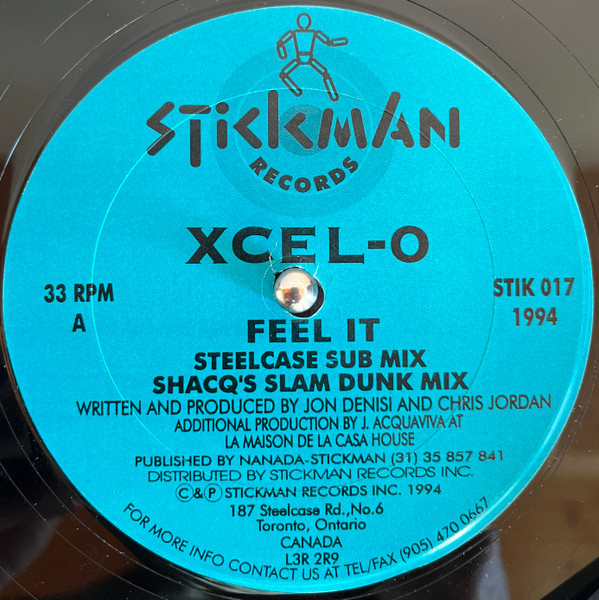 STICKMAN
RECORDS
XCEL-O
33 RPM
A
STIK 017
1994
FEEL IT
STEELCASE SUB MIX
SHACQ'S SLAM DUNK MIX
WRITTEN AND PRODUCED BY JON DENISI AND CHRIS JORDAN
ADDITIONAL PRODUCTION BY J. ACQUAVIVA AT
LA MAISON DE LA CASA HOUSE
PUBLISHED BY NANADA-STICKMAN (31) 35 857 841
DISTRIBUTED BY STICKMAN RECORDS INC.
Ⓒ & Ⓟ STICKMAN RECORDS INC. 1994
187 Steelcase Rd.,No.6
Toronto, Ontario
CANADA
L3R 2R9
FOR MORE INFO CONTACT US AT TEL/FAX (905) 470 0667